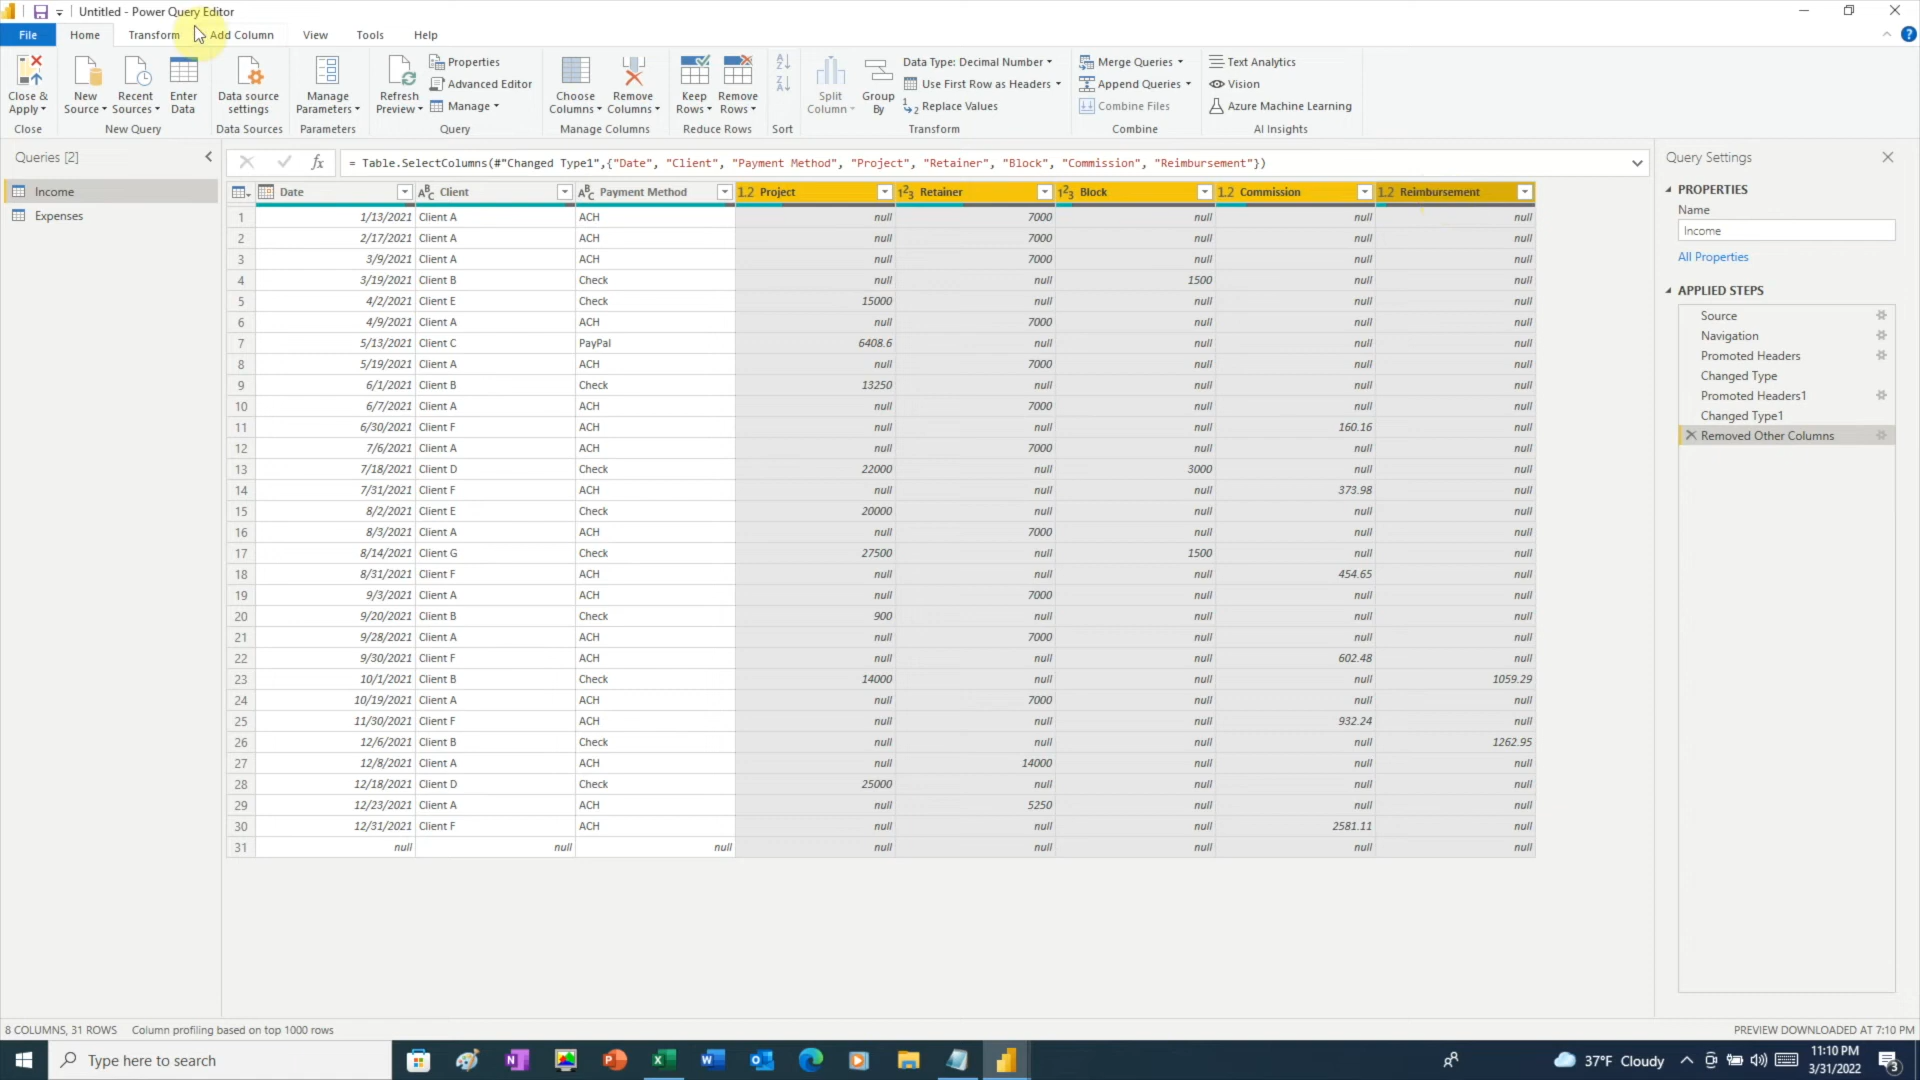 Untitled - Power Query Editor
File Home Transform Add Column View Tools Help
Close & Apply
New Source
Recent Sources
Enter Data
Data source settings
Manage Parameters
Refresh Preview
Properties
Advanced Editor
Manage
Choose Columns
Remove Columns
Keep Rows
Remove Rows
Split Column
Group By
Data Type: Decimal Number
Use First Row as Headers
Replace Values
Merge Queries
Append Queries
Combine Files
Text Analytics
Vision
Azure Machine Learning
Close New Query Data Sources Parameters Query Manage Columns Reduce Rows Sort Transform Combine AI Insights
Queries [2]
Income
Expenses
fx = Table.SelectColumns(#"Changed Type1",{"Date", "Client", "Payment Method", "Project", "Retainer", "Block", "Commission", "Reimbursement"})
Date ABC Client ABC Payment Method 1.2 Project 123 Retainer 123 Block 1.2 Commission 1.2 Reimbursement
1 1/13/2021 Client A ACH null 7000 null null null
2 2/17/2021 Client A ACH null 7000 null null null
3 3/9/2021 Client A ACH null 7000 null null null
4 3/19/2021 Client B Check null null 1500 null null
5 4/2/2021 Client E Check 15000 null null null null
6 4/9/2021 Client A ACH null 7000 null null null
7 5/13/2021 Client C PayPal 6408.6 null null null null
8 5/19/2021 Client A ACH null 7000 null null null
9 6/1/2021 Client B Check 13250 null null null null
10 6/7/2021 Client A ACH null 7000 null null null
11 6/30/2021 Client F ACH null null null 160.16 null
12 7/6/2021 Client A ACH null 7000 null null null
13 7/18/2021 Client D Check 22000 null 3000 null null
14 7/31/2021 Client F ACH null null null 373.98 null
15 8/2/2021 Client E Check 20000 null null null null
16 8/3/2021 Client A ACH null 7000 null null null
17 8/14/2021 Client G Check 27500 null 1500 null null
18 8/31/2021 Client F ACH null null null 454.65 null
19 9/3/2021 Client A ACH null 7000 null null null
20 9/20/2021 Client B Check 900 null null null null
21 9/28/2021 Client A ACH null 7000 null null null
22 9/30/2021 Client F ACH null null null 602.48 null
23 10/1/2021 Client B Check 14000 null null null 1059.29
24 10/19/2021 Client A ACH null 7000 null null null
25 11/30/2021 Client F ACH null null null 932.24 null
26 12/6/2021 Client B Check null null null null 1262.95
27 12/8/2021 Client A ACH null 14000 null null null
28 12/18/2021 Client D Check 25000 null null null null
29 12/23/2021 Client A ACH null 5250 null null null
30 12/31/2021 Client F ACH null null null 2581.11 null
31 null null null null null null null null
Query Settings
PROPERTIES
Name
Income
All Properties
APPLIED STEPS
Source
Navigation
Promoted Headers
Changed Type
Promoted Headers1
Changed Type1
Removed Other Columns
8 COLUMNS, 31 ROWS Column profiling based on top 1000 rows
PREVIEW DOWNLOADED AT 7:10 PM
Type here to search
37°F Cloudy
11:10 PM
3/31/2022
3